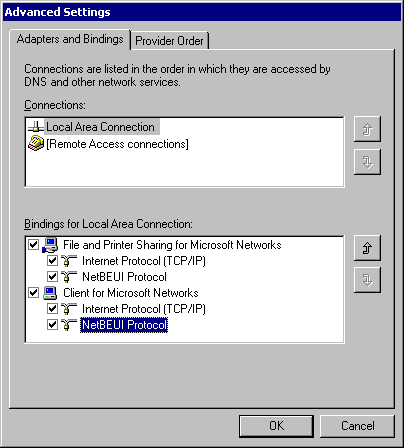 Advanced Settings
Adapters and Bindings Provider Order
Connections are listed in the order in which they are accessed by
DNS and other network services.
Connections:
Local Area Connection
[Remote Access connections]
Bindings for Local Area Connection:
File and Printer Sharing for Microsoft Networks
Internet Protocol (TCP/IP)
NetBEUI Protocol
Client for Microsoft Networks
Internet Protocol (TCP/IP)
NetBEUI Protocol
OK Cancel